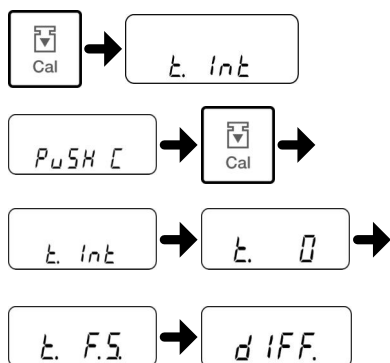 Cal t. Int
PuSH C Cal
t. Int t. 0
t. F.S. dIFF.